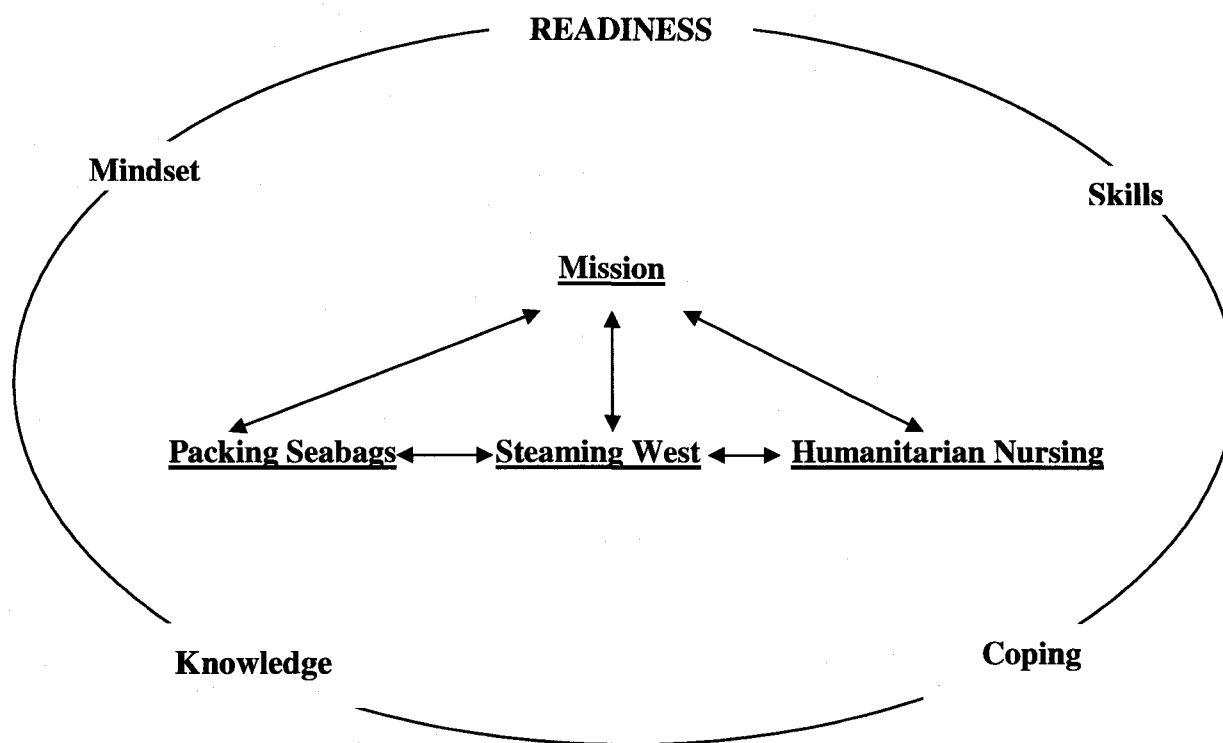 READINESS
Mindset
Skills
Mission
Packing Seabags
Steaming West
Humanitarian Nursing
Knowledge
Coping